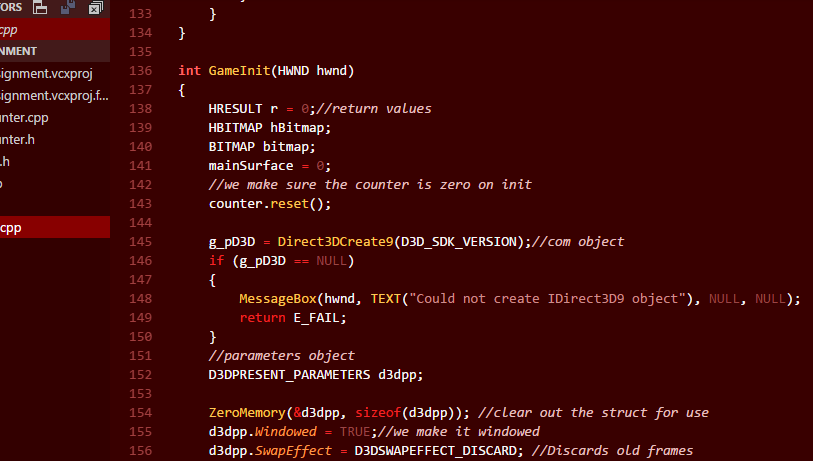 ORS
cpp
NMENT
signment.vcxproj
signment.vcxproj.f...
unter.cpp
unter.h
.h
cpp
133 }
134 }
135
136 int GameInit(HWND hwnd)
137 {
138 HRESULT r = 0;//return values
139 HBITMAP hBitmap;
140 BITMAP bitmap;
141 mainSurface = 0;
142 //we make sure the counter is zero on init
143 counter.reset();
144
145 g_pD3D = Direct3DCreate9(D3D_SDK_VERSION);//com object
146 if (g_pD3D == NULL)
147 {
148 MessageBox(hwnd, TEXT("Could not create IDirect3D9 object"), NULL, NULL);
149 return E_FAIL;
150 }
151 //parameters object
152 D3DPRESENT_PARAMETERS d3dpp;
153
154 ZeroMemory(&d3dpp, sizeof(d3dpp)); //clear out the struct for use
155 d3dpp.Windowed = TRUE;//we make it windowed
156 d3dpp.SwapEffect = D3DSWAPEFFECT_DISCARD; //Discards old frames